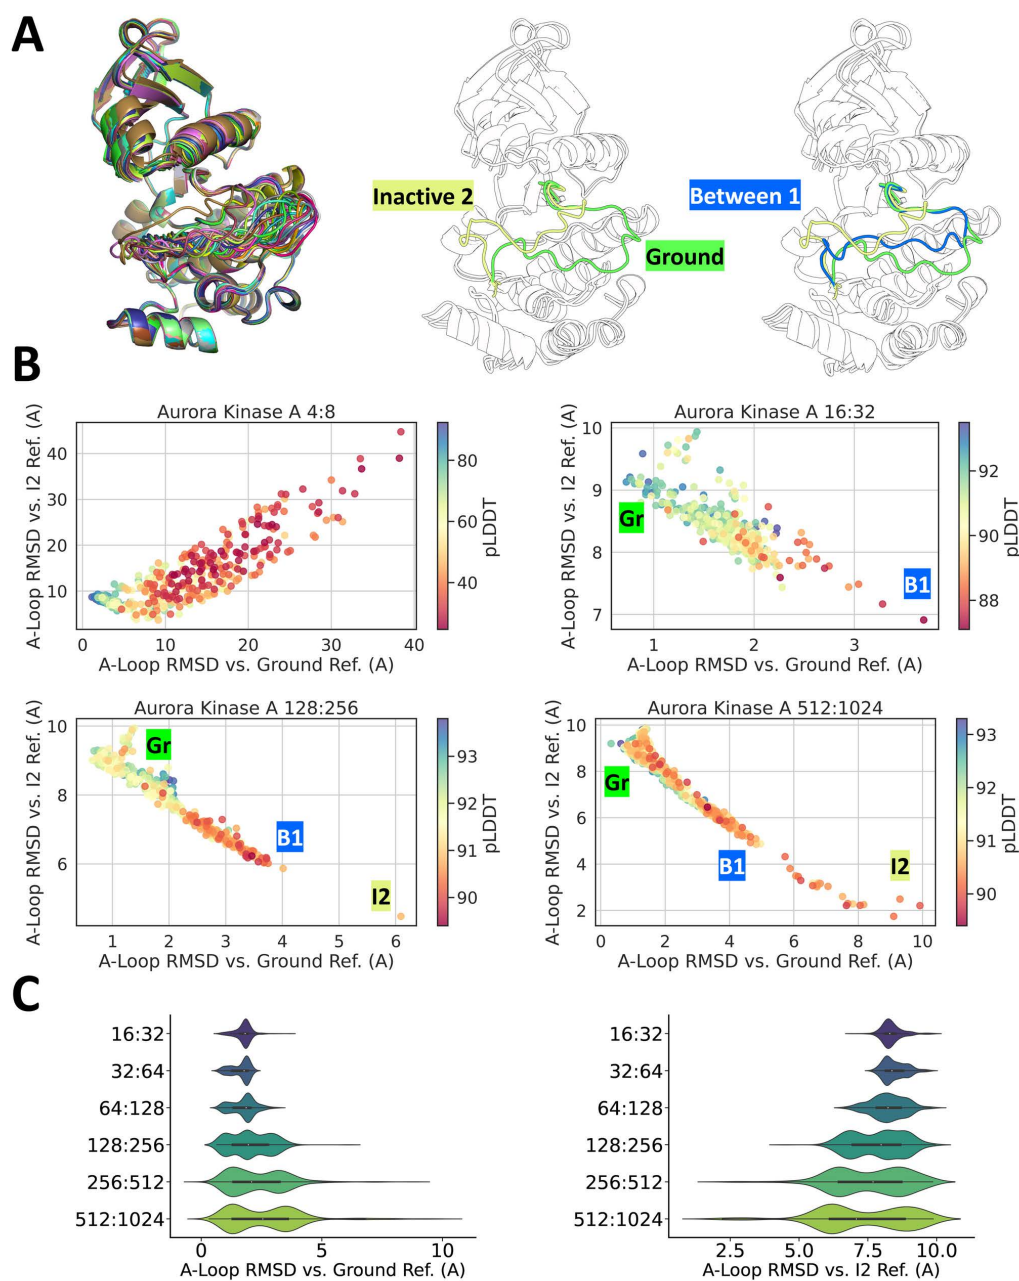 A
Inactive 2
Ground
Between 1
B
Aurora Kinase A 4:8
A-Loop RMSD vs. I2 Ref. (A)
40
30
20
10
0 10 20 30 40
A-Loop RMSD vs. Ground Ref. (A)
80
60
40
pLDDT
Aurora Kinase A 16:32
A-Loop RMSD vs. I2 Ref. (A)
10
9
8
7
Gr
B1
1 2 3
A-Loop RMSD vs. Ground Ref. (A)
92
90
88
pLDDT
Aurora Kinase A 128:256
A-Loop RMSD vs. I2 Ref. (A)
10
8
6
Gr
B1
I2
1 2 3 4 5 6
A-Loop RMSD vs. Ground Ref. (A)
93
92
91
90
pLDDT
Aurora Kinase A 512:1024
A-Loop RMSD vs. I2 Ref. (A)
10
8
6
4
2
Gr
B1
I2
0 2 4 6 8 10
A-Loop RMSD vs. Ground Ref. (A)
93
92
91
90
pLDDT
C
16:32
32:64
64:128
128:256
256:512
512:1024
0 5 10
A-Loop RMSD vs. Ground Ref. (A)
16:32
32:64
64:128
128:256
256:512
512:1024
2.5 5.0 7.5 10.0
A-Loop RMSD vs. I2 Ref. (A)